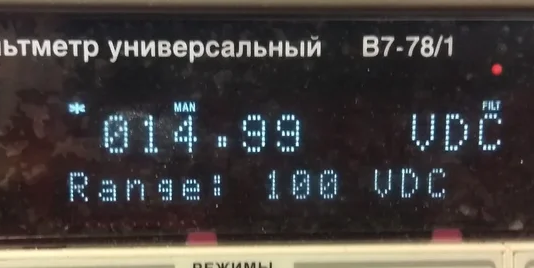 льтметр универсальный В7-78/1
* MAN FILT
014.99 VDC
Range: 100 VDC
РЕЖИМЫ